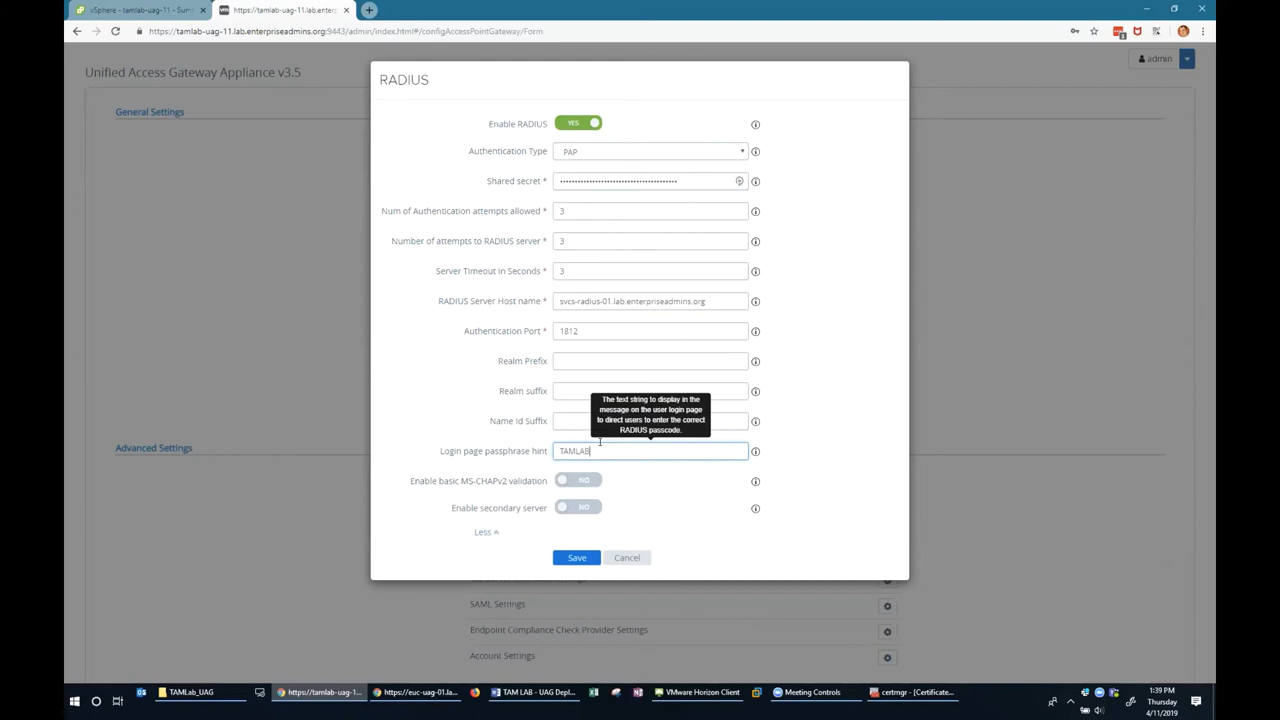 vSphere - tamlab-uag-11 - Sum
https://tamlab-uag-11.lab.enter
https://tamlab-uag-11.lab.enterpriseadmins.org:9443/admin/index.html#/configAccessPointGateway/Form
Unified Access Gateway Appliance v3.5
admin
General Settings
Advanced Settings
RADIUS
Enable RADIUS
YES
Authentication Type
PAP
Shared secret *
Num of Authentication attempts allowed *
3
Number of attempts to RADIUS server *
3
Server Timeout in Seconds *
3
RADIUS Server Host name *
svcs-radius-01.lab.enterpriseadmins.org
Authentication Port *
1812
Realm Prefix
Realm suffix
Name Id Suffix
The text string to display in the
message on the user login page
to direct users to enter the correct
RADIUS passcode.
Login page passphrase hint
TAMLAB
Enable basic MS-CHAPv2 validation
NO
Enable secondary server
NO
Less
Save
Cancel
SAML Settings
Endpoint Compliance Check Provider Settings
Account Settings
TAMLab_UAG
https://tamlab-uag-1...
https://euc-uag-01.la...
TAM LAB - UAG Depl...
VMware Horizon Client
Meeting Controls
certmgr - [Certificate...
1:39 PM
Thursday
4/11/2019